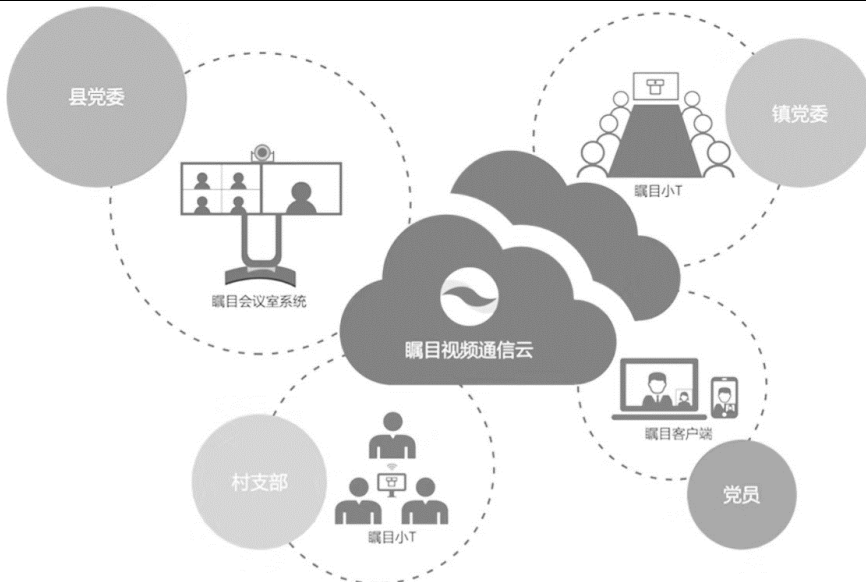 县党委
镇党委
瞩目小T
瞩目会议室系统
瞩目视频通信云
瞩目客户端
村支部
党员
瞩目小T